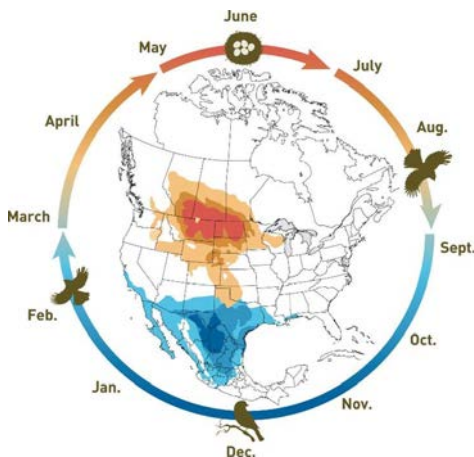 June
May
July
April
Aug.
March
Sept.
Feb.
Oct.
Jan.
Nov.
Dec.